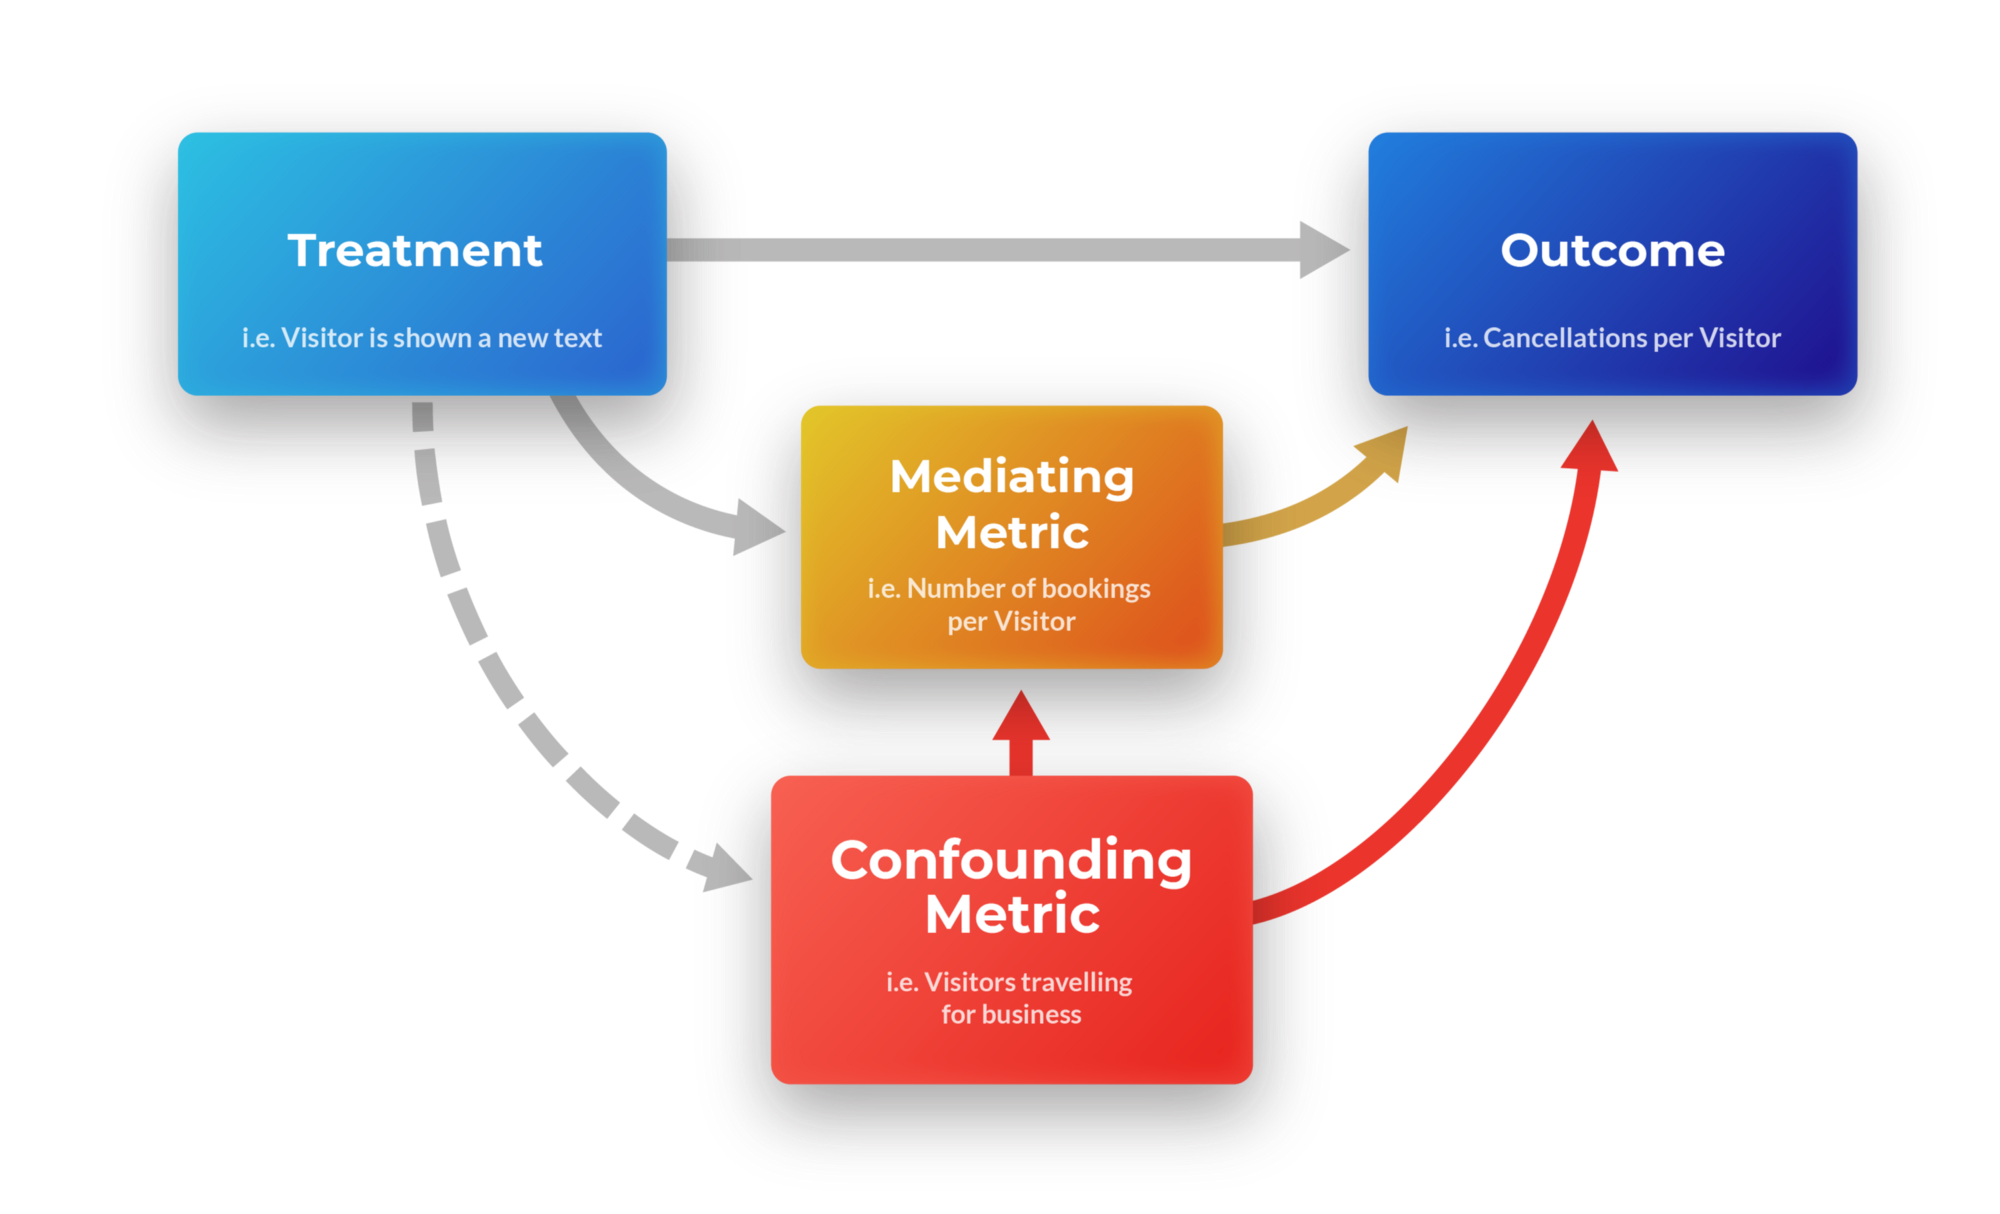 Treatment
i.e. Visitor is shown a new text
Outcome
i.e. Cancellations per Visitor
Mediating
Metric
i.e. Number of bookings
per Visitor
Confounding
Metric
i.e. Visitors travelling
for business